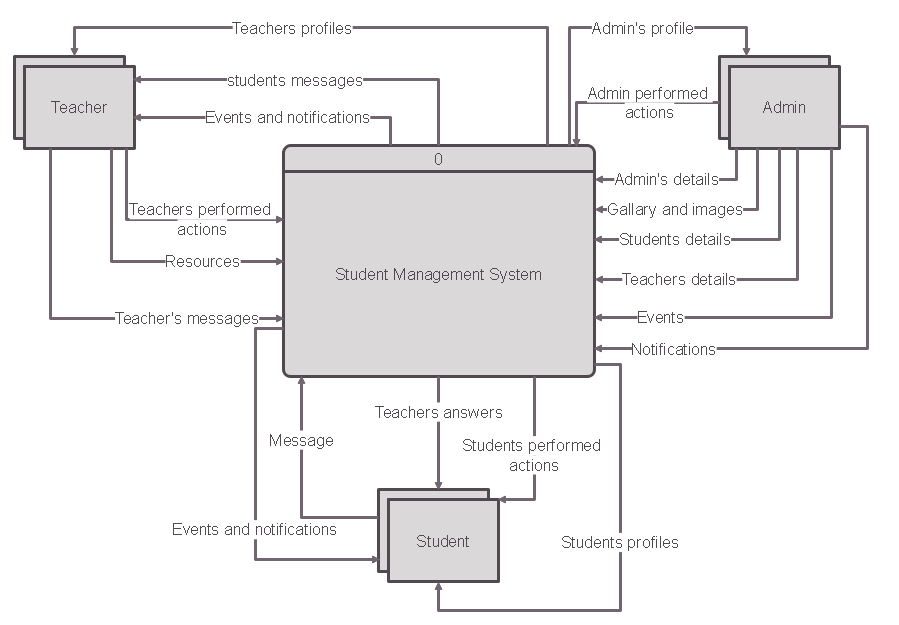 Teachers profiles
Admin's profile
students messages
Teacher
Admin performed
actions
Admin
Events and notifications
0
Admin's details
Teachers performed
actions
Gallary and images
Students details
Resources
Student Management System
Teachers details
Teacher's messages
Events
Notifications
Teachers answers
Message
Students performed
actions
Events and notifications
Student
Students profiles